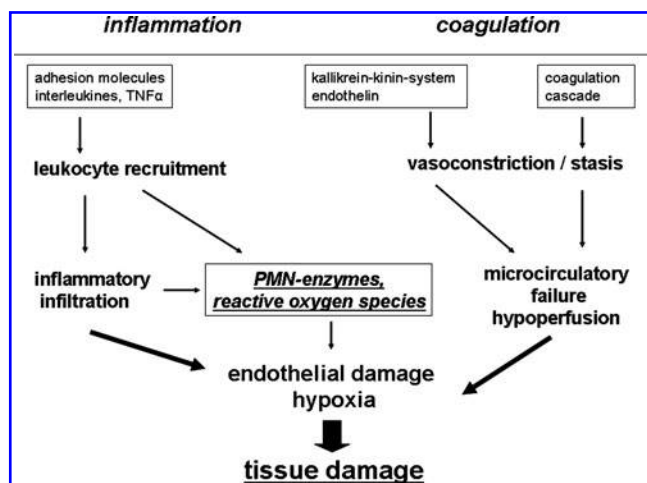 inflammation
coagulation
adhesion molecules
interleukines, TNFα
kallikrein-kinin-system
endothelin
coagulation
cascade
leukocyte recruitment
vasoconstriction / stasis
inflammatory
infiltration
PMN-enzymes,
reactive oxygen species
microcirculatory
failure
hypoperfusion
endothelial damage
hypoxia
tissue damage